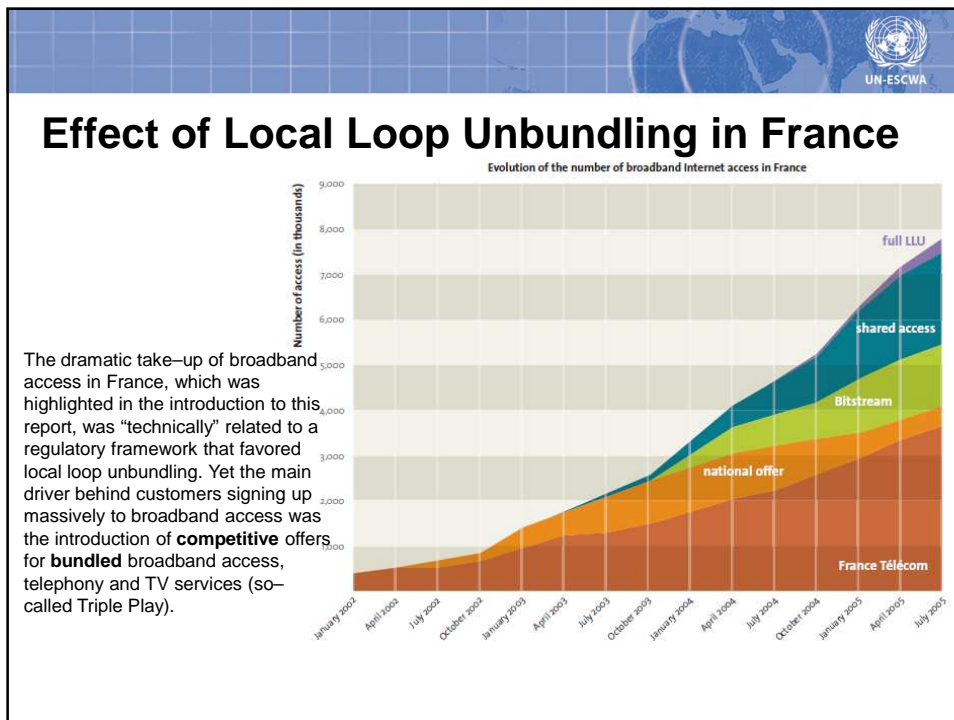 UN-ESCWA
Effect of Local Loop Unbundling in France
Evolution of the number of broadband Internet access in France
Number of access (in thousands)
9,000
8,000
7,000
6,000
5,000
4,000
3,000
2,000
1,000
full LLU
shared access
Bitstream
national offer
France Télécom
The dramatic take–up of broadband
access in France, which was
highlighted in the introduction to this
report, was “technically” related to a
regulatory framework that favored
local loop unbundling. Yet the main
driver behind customers signing up
massively to broadband access was
the introduction of competitive offers
for bundled broadband access,
telephony and TV services (so–
called Triple Play).
January 2002
April 2002
July 2002
October 2002
January 2003
April 2003
July 2003
October 2003
January 2004
April 2004
July 2004
October 2004
January 2005
April 2005
July 2005